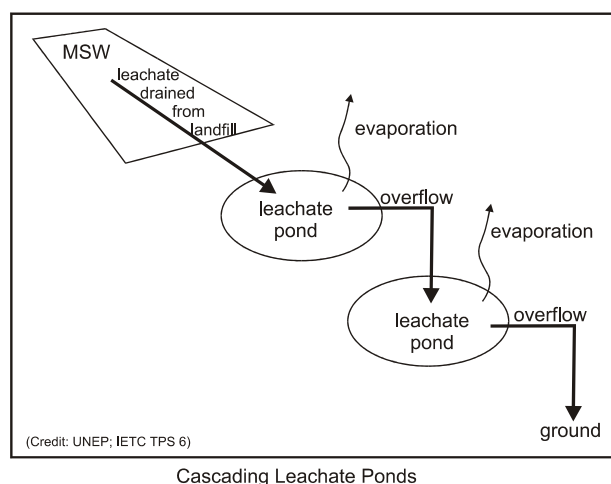 MSW
leachate
drained
from
landfill
evaporation
leachate
pond
overflow
evaporation
leachate
pond
overflow
ground
(Credit: UNEP; IETC TPS 6)
Cascading Leachate Ponds